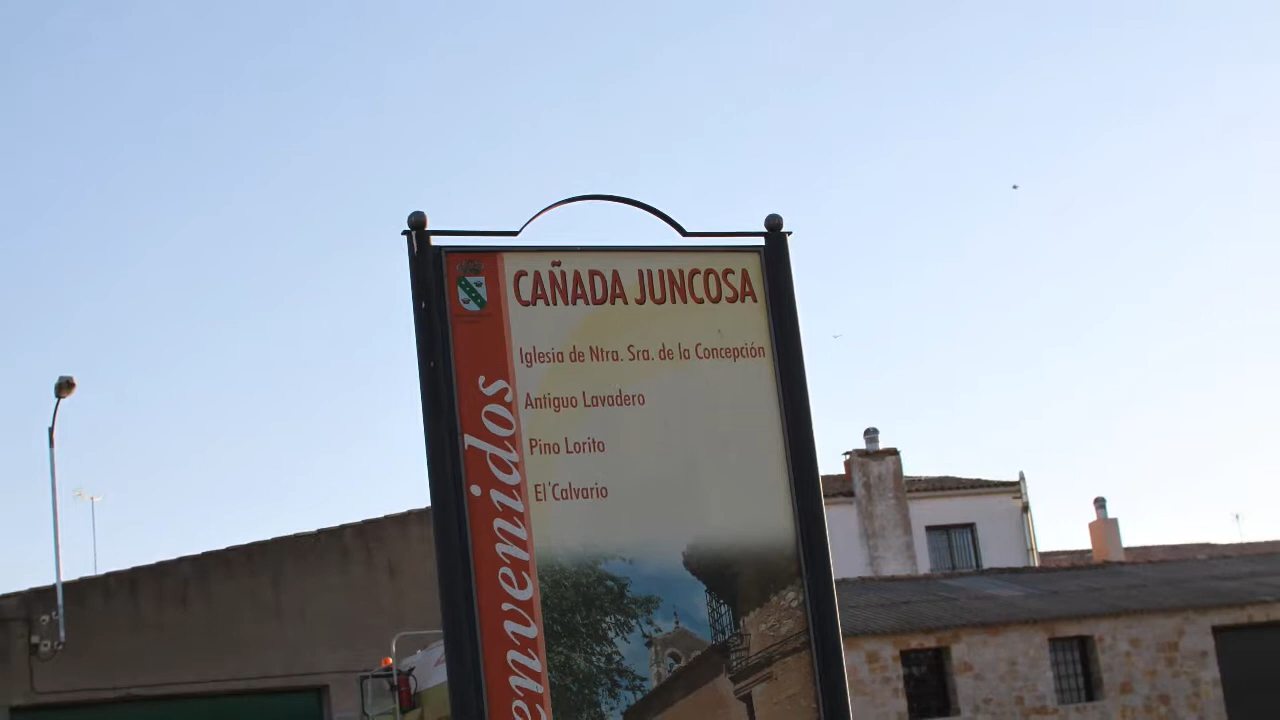 CAÑADA JUNCOSA
Iglesia de Ntra. Sra. de la Concepción
Antiguo Lavadero
Pino Lorito
El Calvario
envenidos